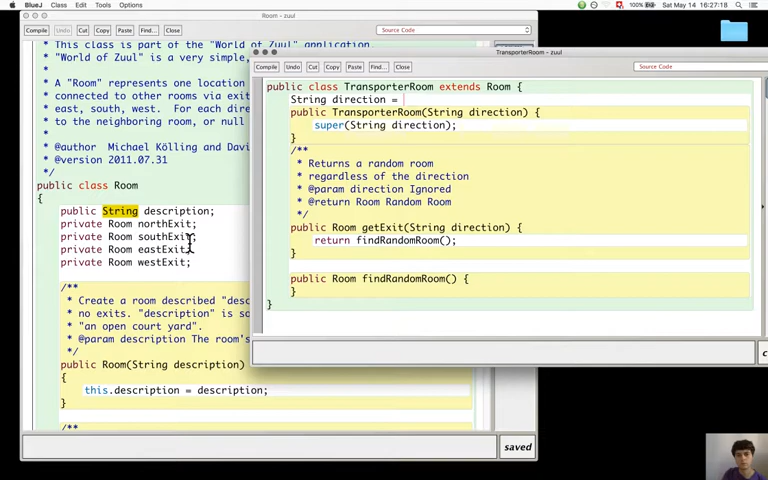 BlueJ Class Edit Tools Options
100% Sat May 14 16:27:18
Room - zuul
Compile Undo Cut Copy Paste Find... Close Source Code
* This class is part of the "World of Zuul" application.
* "World of Zuul" is a very simple,
* A "Room" represents one location
* connected to other rooms via exit
* east, south, west. For each dire
* to the neighboring room, or null
*
* @author Michael Kölling and Davi
* @version 2011.07.31
*/
public class Room
{
public String description;
private Room northExit;
private Room southExit;
private Room eastExit;
private Room westExit;
/**
* Create a room described "desc
* no exits. "description" is so
* "an open court yard".
* @param description The room's
*/
public Room(String description)
{
this.description = description;
}
/**
saved
TransporterRoom - zuul
Compile Undo Cut Copy Paste Find... Close Source Code
public class TransporterRoom extends Room {
String direction =
public TransporterRoom(String direction) {
super(String direction);
}
/**
* Returns a random room
* regardless of the direction
* @param direction Ignored
* @return Room Random Room
*/
public Room getExit(String direction) {
return findRandomRoom();
}
public Room findRandomRoom() {
}
}
c